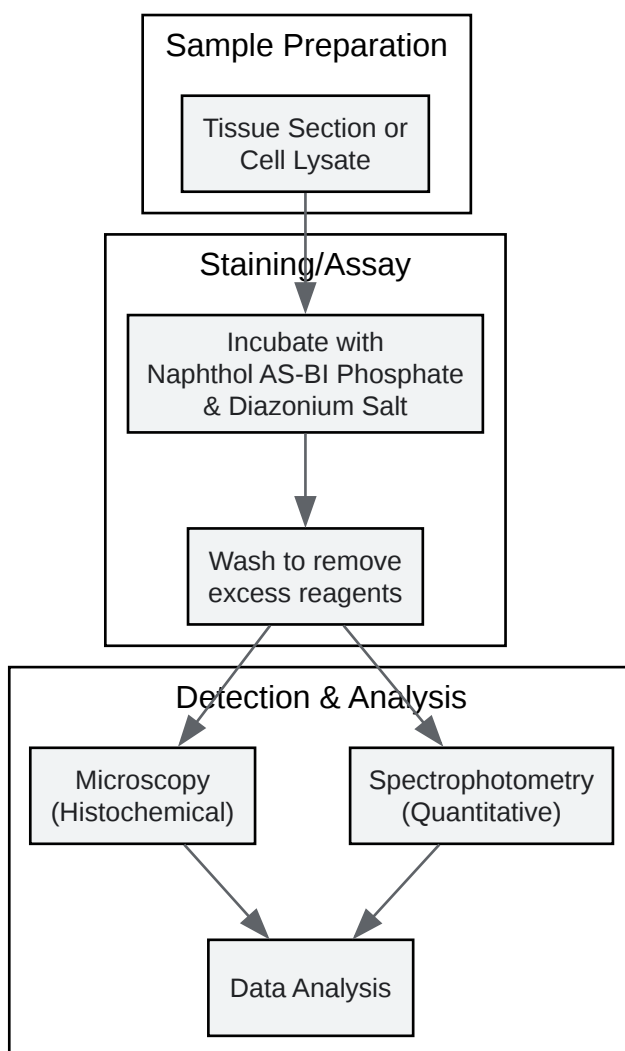 Sample Preparation
Tissue Section or
Cell Lysate
Staining/Assay
Incubate with
Naphthol AS-BI Phosphate
& Diazonium Salt
Wash to remove
excess reagents
Detection & Analysis
Microscopy
(Histochemical)
Spectrophotometry
(Quantitative)
Data Analysis